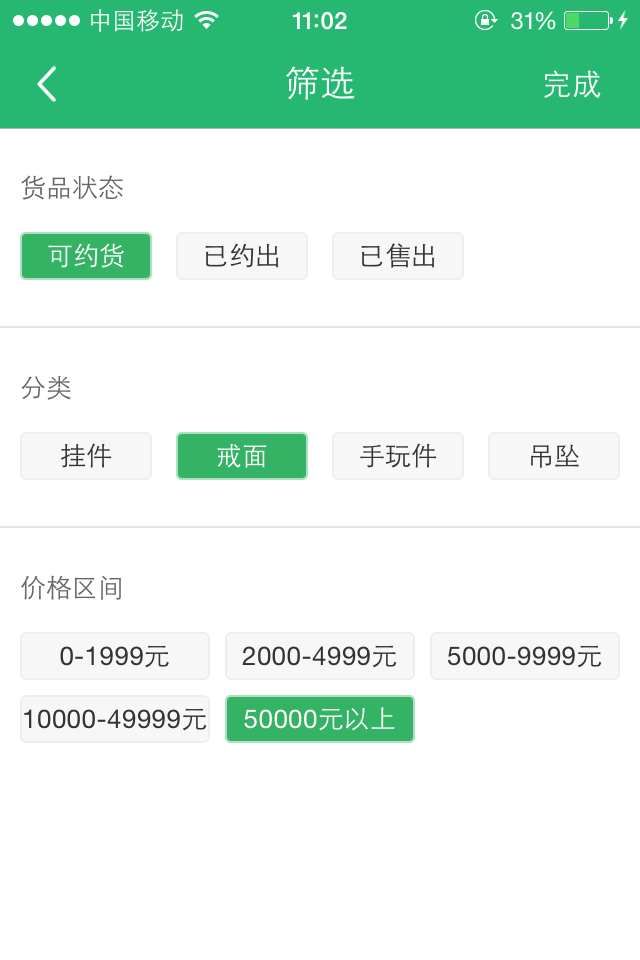 中国移动 11:02 31%
筛选 完成
货品状态
可约货 已约出 已售出
分类
挂件 戒面 手玩件 吊坠
价格区间
0-1999元 2000-4999元 5000-9999元
10000-49999元 50000元以上